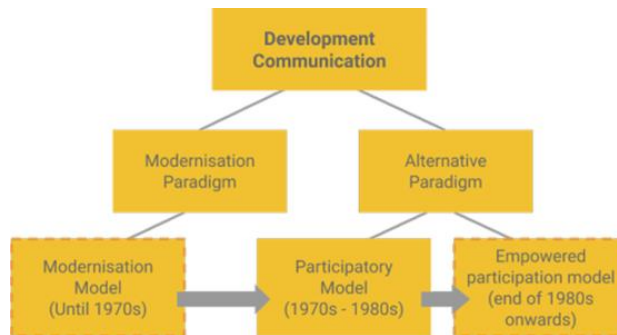 Development
Communication
Modernisation
Paradigm
Alternative
Paradigm
Modernisation
Model
(Until 1970s)
Participatory
Model
(1970s - 1980s)
Empowered
participation model
(end of 1980s
onwards)